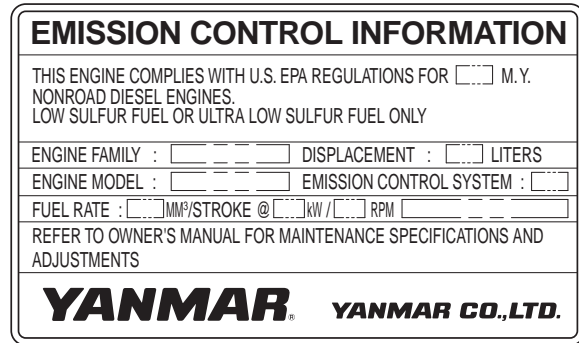 EMISSION CONTROL INFORMATION
THIS ENGINE COMPLIES WITH U.S. EPA REGULATIONS FOR M.Y.
NONROAD DIESEL ENGINES.
LOW SULFUR FUEL OR ULTRA LOW SULFUR FUEL ONLY
ENGINE FAMILY : DISPLACEMENT : LITERS
ENGINE MODEL : EMISSION CONTROL SYSTEM :
FUEL RATE : MM³/STROKE @ kW / RPM
REFER TO OWNER'S MANUAL FOR MAINTENANCE SPECIFICATIONS AND
ADJUSTMENTS
YANMAR® YANMAR CO.,LTD.